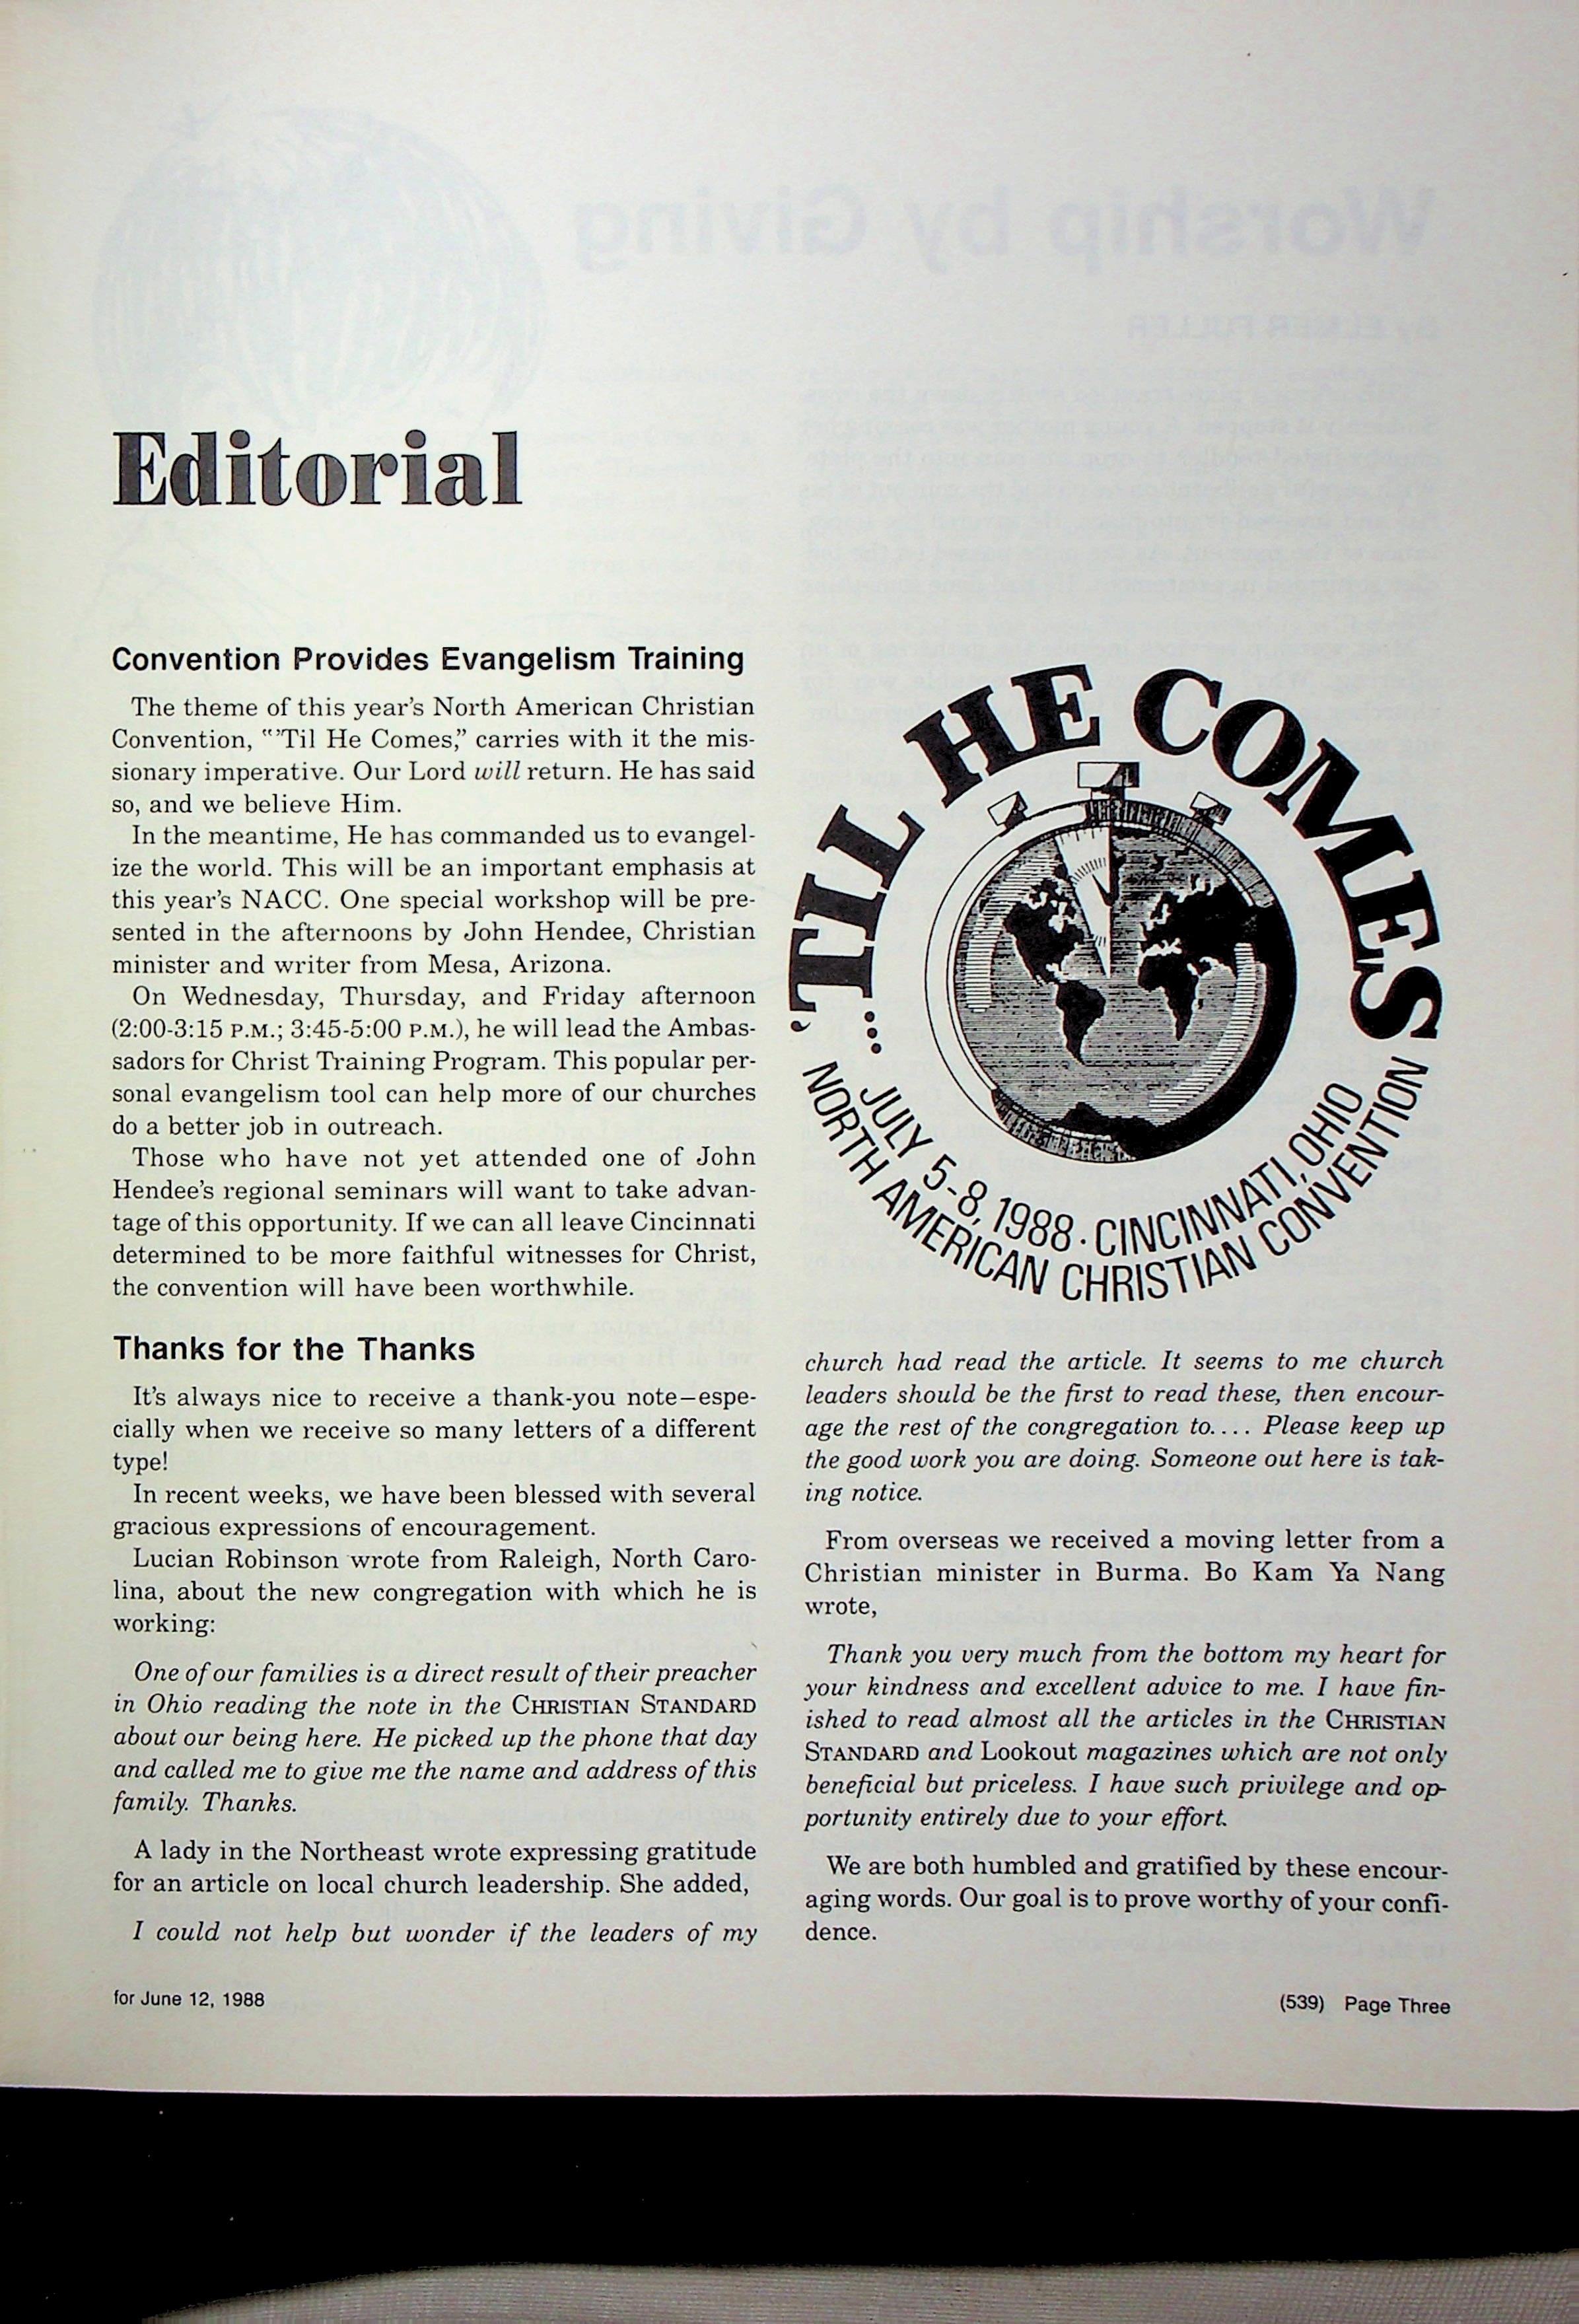 Editorial
Convention Provides Evangelism Training
The theme of this year's North American Christian
Convention, "'Til He Comes," carries with it the mis-
sionary imperative. Our Lord will return. He has said
so, and we believe Him.
In the meantime, He has commanded us to evangel-
ize the world. This will be an important emphasis at
this year's NACC. One special workshop will be pre-
sented in the afternoons by John Hendee, Christian
minister and writer from Mesa, Arizona.
On Wednesday, Thursday, and Friday afternoon
(2:00-3:15 P.M.; 3:45-5:00 P.M.), he will lead the Ambas-
sadors for Christ Training Program. This popular per-
sonal evangelism tool can help more of our churches
do a better job in outreach.
Those who have not yet attended one of John
Hendee's regional seminars will want to take advan-
tage of this opportunity. If we can all leave Cincinnati
determined to be more faithful witnesses for Christ,
the convention will have been worthwhile.
Thanks for the Thanks
It's always nice to receive a thank-you note—espe-
cially when we receive so many letters of a different
type!
In recent weeks, we have been blessed with several
gracious expressions of encouragement.
Lucian Robinson wrote from Raleigh, North Caro-
lina, about the new congregation with which he is
working:
One of our families is a direct result of their preacher
in Ohio reading the note in the CHRISTIAN STANDARD
about our being here. He picked up the phone that day
and called me to give me the name and address of this
family. Thanks.
A lady in the Northeast wrote expressing gratitude
for an article on local church leadership. She added,
I could not help but wonder if the leaders of my
'TIL HE COMES
... JULY 5-8, 1988 · CINCINNATI, OHIO
NORTH AMERICAN CHRISTIAN CONVENTION
church had read the article. It seems to me church
leaders should be the first to read these, then encour-
age the rest of the congregation to.... Please keep up
the good work you are doing. Someone out here is tak-
ing notice.
From overseas we received a moving letter from a
Christian minister in Burma. Bo Kam Ya Nang
wrote,
Thank you very much from the bottom my heart for
your kindness and excellent advice to me. I have fin-
ished to read almost all the articles in the CHRISTIAN
STANDARD and Lookout magazines which are not only
beneficial but priceless. I have such privilege and op-
portunity entirely due to your effort.
We are both humbled and gratified by these encour-
aging words. Our goal is to prove worthy of your confi-
dence.
for June 12, 1988
(539) Page Three